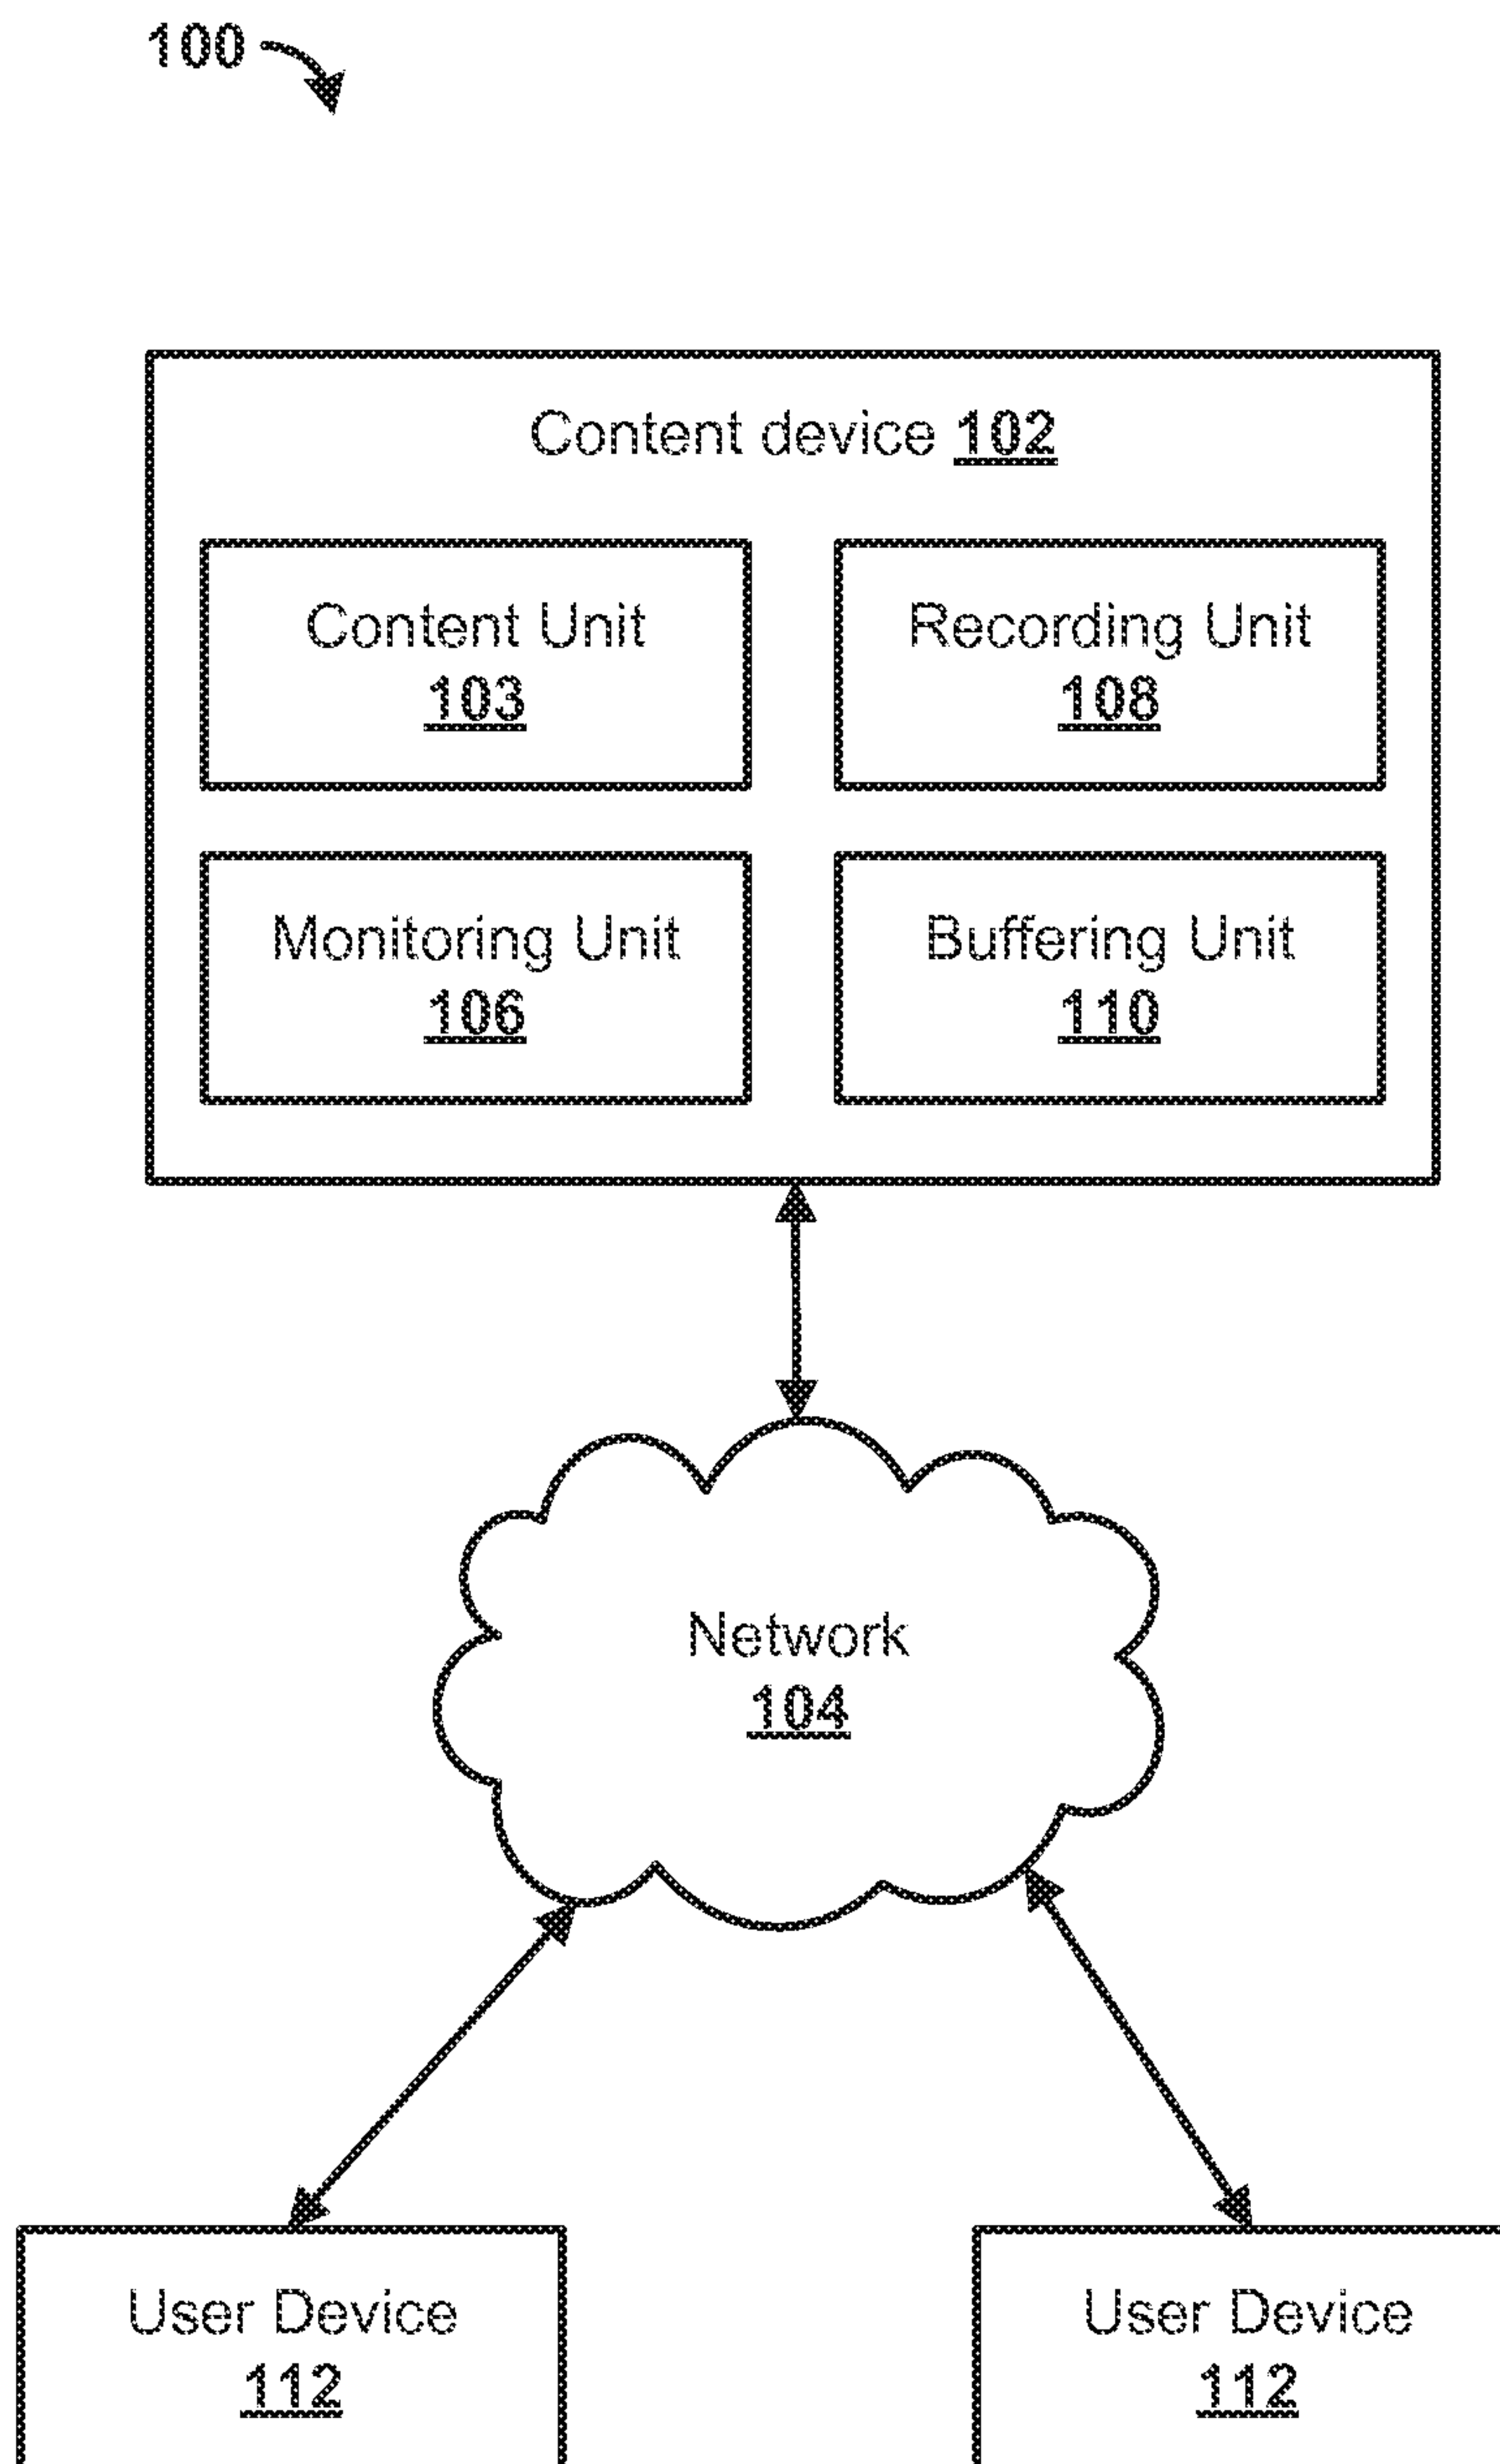 100
Content device 102
Content Unit
103
Recording Unit
108
Monitoring Unit
106
Buffering Unit
110
Network
104
User Device
112
User Device
112